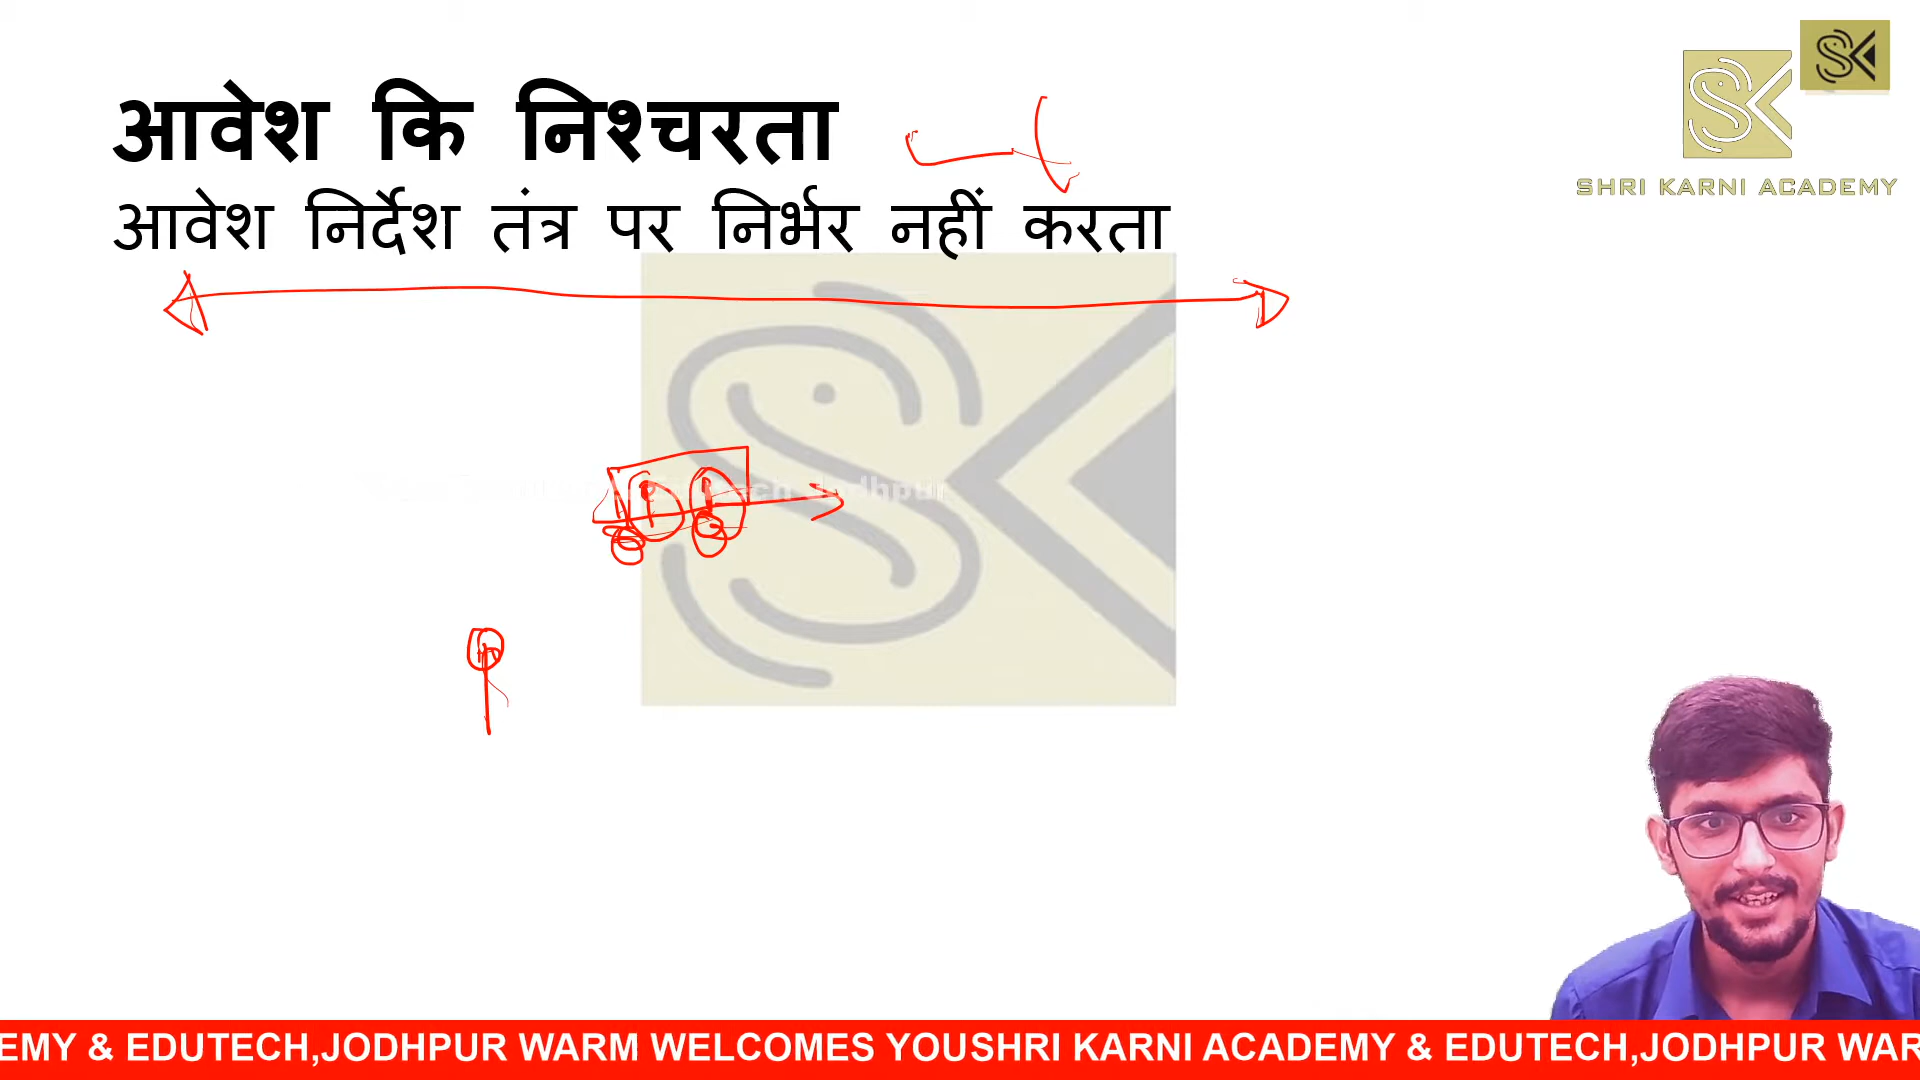 आवेश कि निश्चरता
आवेश निर्देश तंत्र पर निर्भर नहीं करता
SHRI KARNI ACADEMY
EMY & EDUTECH,JODHPUR WARM WELCOMES YOUSHRI KARNI ACADEMY & EDUTECH,JODHPUR WAR